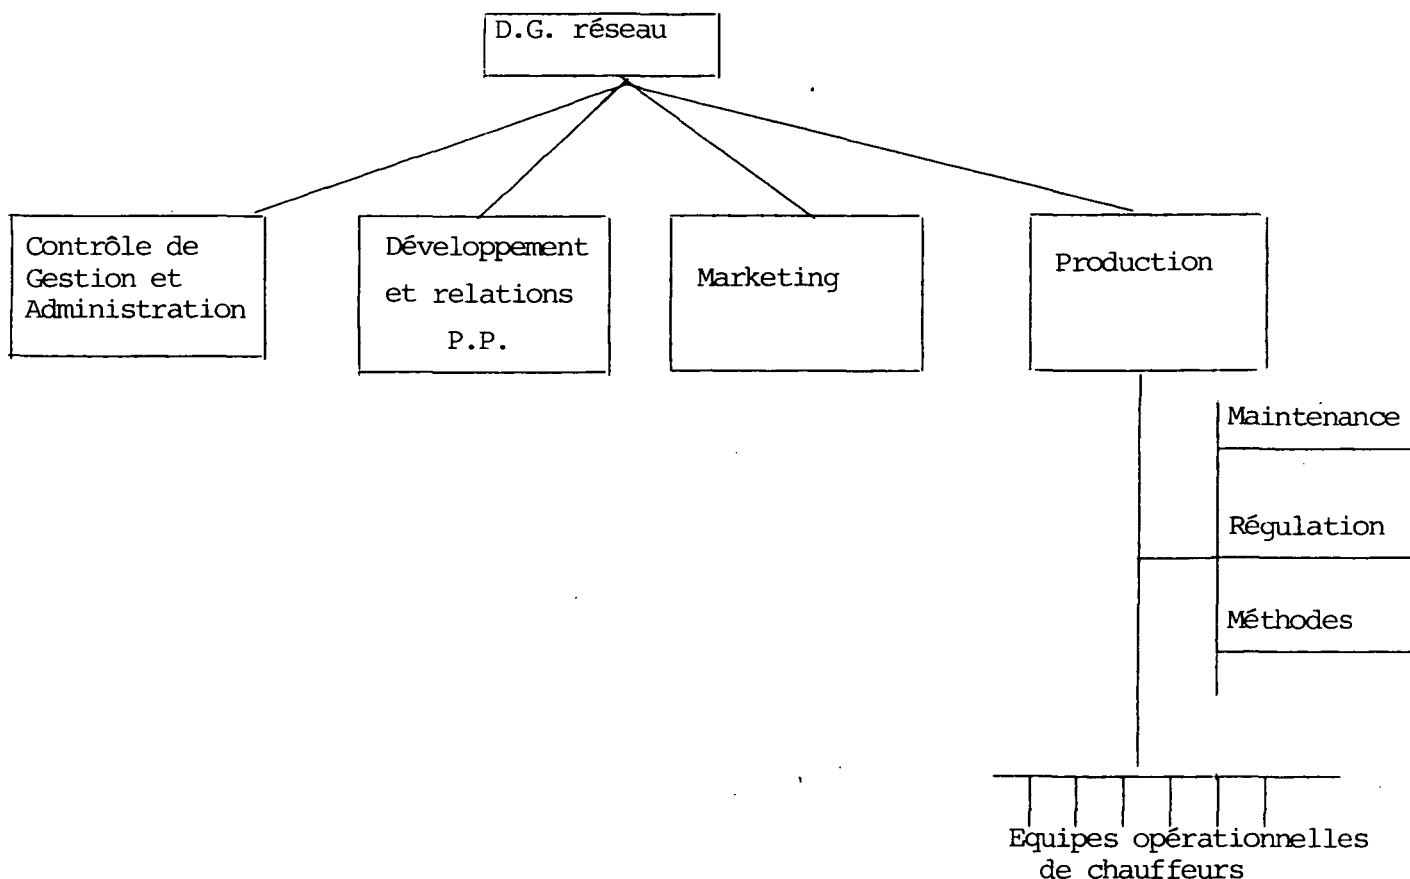 D.G. réseau
Contrôle de
Gestion et
Administration
Développement
et relations
P.P.
Marketing
Production
Maintenance
Régulation
Méthodes
Equipes opérationnelles
de chauffeurs